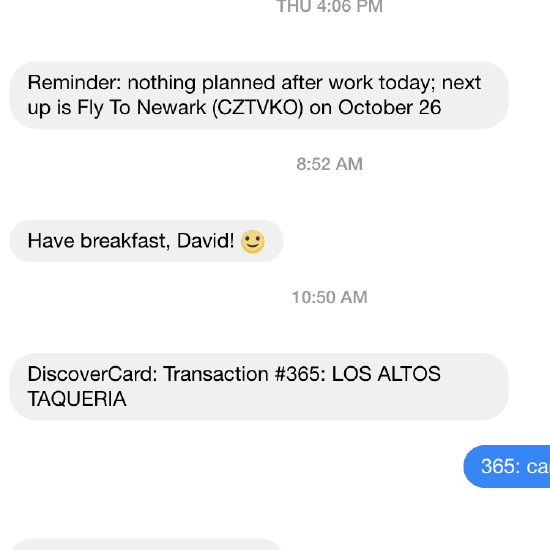 THU 4:06 PM
Reminder: nothing planned after work today; next
up is Fly To Newark (CZTVKO) on October 26
8:52 AM
Have breakfast, David! 🙂
10:50 AM
DiscoverCard: Transaction #365: LOS ALTOS
TAQUERIA
365: ca